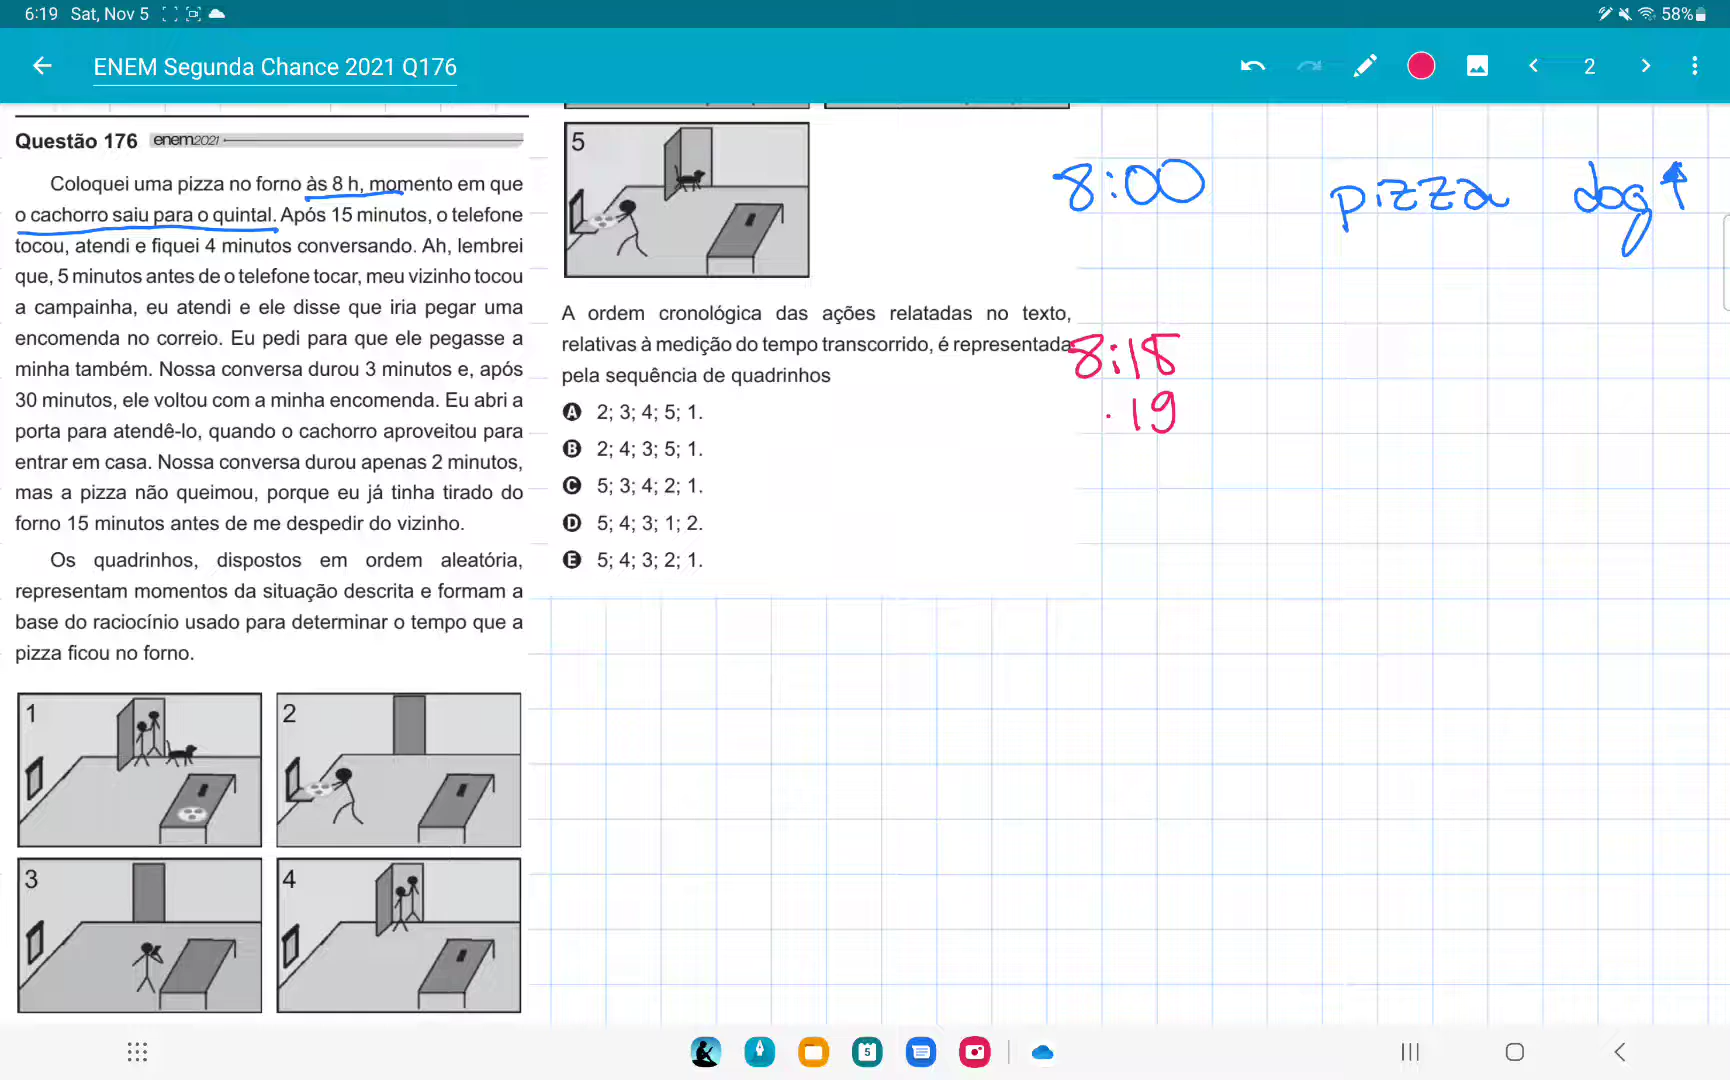 6:19 Sat, Nov 5
58%
ENEM Segunda Chance 2021 Q176
2
Questão 176 enem2021
Coloquei uma pizza no forno às 8 h, momento em que
o cachorro saiu para o quintal. Após 15 minutos, o telefone
tocou, atendi e fiquei 4 minutos conversando. Ah, lembrei
que, 5 minutos antes de o telefone tocar, meu vizinho tocou
a campainha, eu atendi e ele disse que iria pegar uma
encomenda no correio. Eu pedi para que ele pegasse a
minha também. Nossa conversa durou 3 minutos e, após
30 minutos, ele voltou com a minha encomenda. Eu abri a
porta para atendê-lo, quando o cachorro aproveitou para
entrar em casa. Nossa conversa durou apenas 2 minutos,
mas a pizza não queimou, porque eu já tinha tirado do
forno 15 minutos antes de me despedir do vizinho.
Os quadrinhos, dispostos em ordem aleatória,
representam momentos da situação descrita e formam a
base do raciocínio usado para determinar o tempo que a
pizza ficou no forno.
1
2
3
4
5
A ordem cronológica das ações relatadas no texto,
relativas à medição do tempo transcorrido, é representada
pela sequência de quadrinhos
A 2; 3; 4; 5; 1.
B 2; 4; 3; 5; 1.
C 5; 3; 4; 2; 1.
D 5; 4; 3; 1; 2.
E 5; 4; 3; 2; 1.
8:00 pizza dog ↑
8:15
19
5